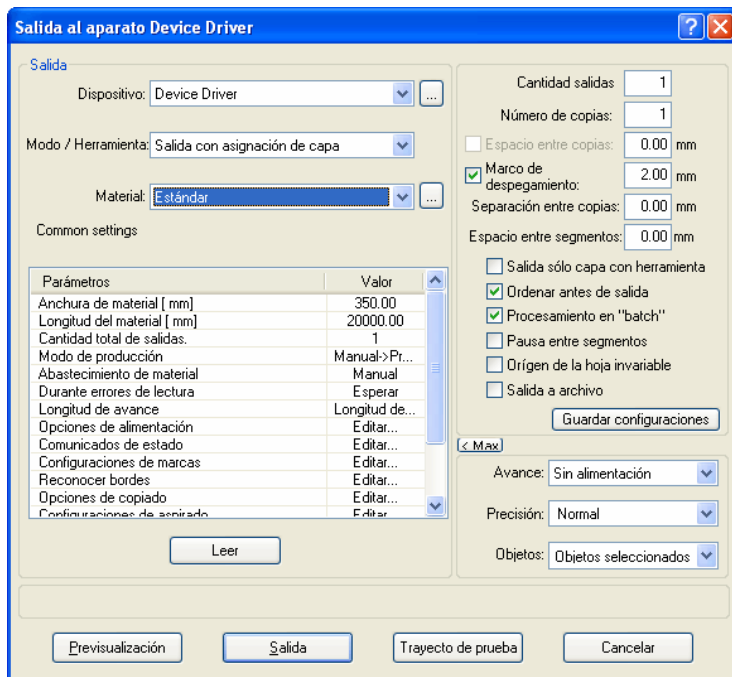 Salida al aparato Device Driver
Salida
Dispositivo: Device Driver ...
Modo / Herramienta: Salida con asignación de capa
Material: Estándar ...
Common settings
Parámetros Valor
Anchura de material [ mm] 350.00
Longitud del material [ mm] 20000.00
Cantidad total de salidas. 1
Modo de producción Manual->Pr...
Abastecimiento de material Manual
Durante errores de lectura Esperar
Longitud de avance Longitud de...
Opciones de alimentación Editar...
Comunicados de estado Editar...
Configuraciones de marcas Editar...
Reconocer bordes Editar...
Opciones de copiado Editar...
Configuraciones de aspirado Editar...
Leer
Cantidad salidas 1
Número de copias: 1
Espacio entre copias: 0.00 mm
Marco de
despegamiento: 2.00 mm
Separación entre copias: 0.00 mm
Espacio entre segmentos: 0.00 mm
Salida sólo capa con herramienta
Ordenar antes de salida
Procesamiento en "batch"
Pausa entre segmentos
Orígen de la hoja invariable
Salida a archivo
Guardar configuraciones
< Max
Avance: Sin alimentación
Precisión: Normal
Objetos: Objetos seleccionados
Previsualización Salida Trayecto de prueba Cancelar